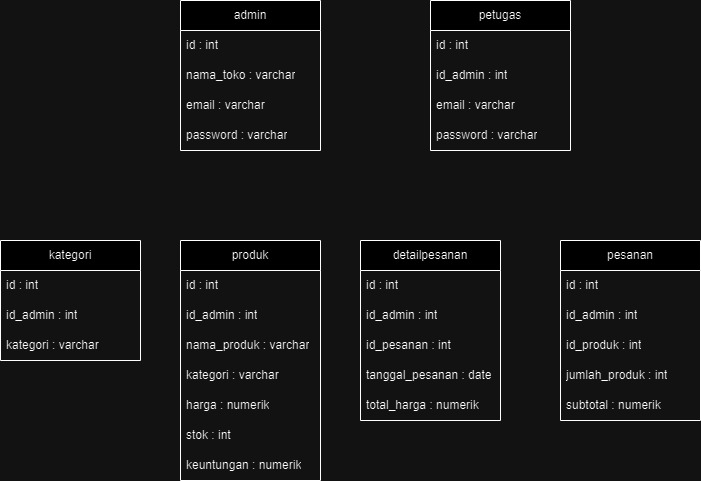 admin
id : int
nama_toko : varchar
email : varchar
password : varchar
petugas
id : int
id_admin : int
email : varchar
password : varchar
kategori
id : int
id_admin : int
kategori : varchar
produk
id : int
id_admin : int
nama_produk : varchar
kategori : varchar
harga : numerik
stok : int
keuntungan : numerik
detailpesanan
id : int
id_admin : int
id_pesanan : int
tanggal_pesanan : date
total_harga : numerik
pesanan
id : int
id_admin : int
id_produk : int
jumlah_produk : int
subtotal : numerik